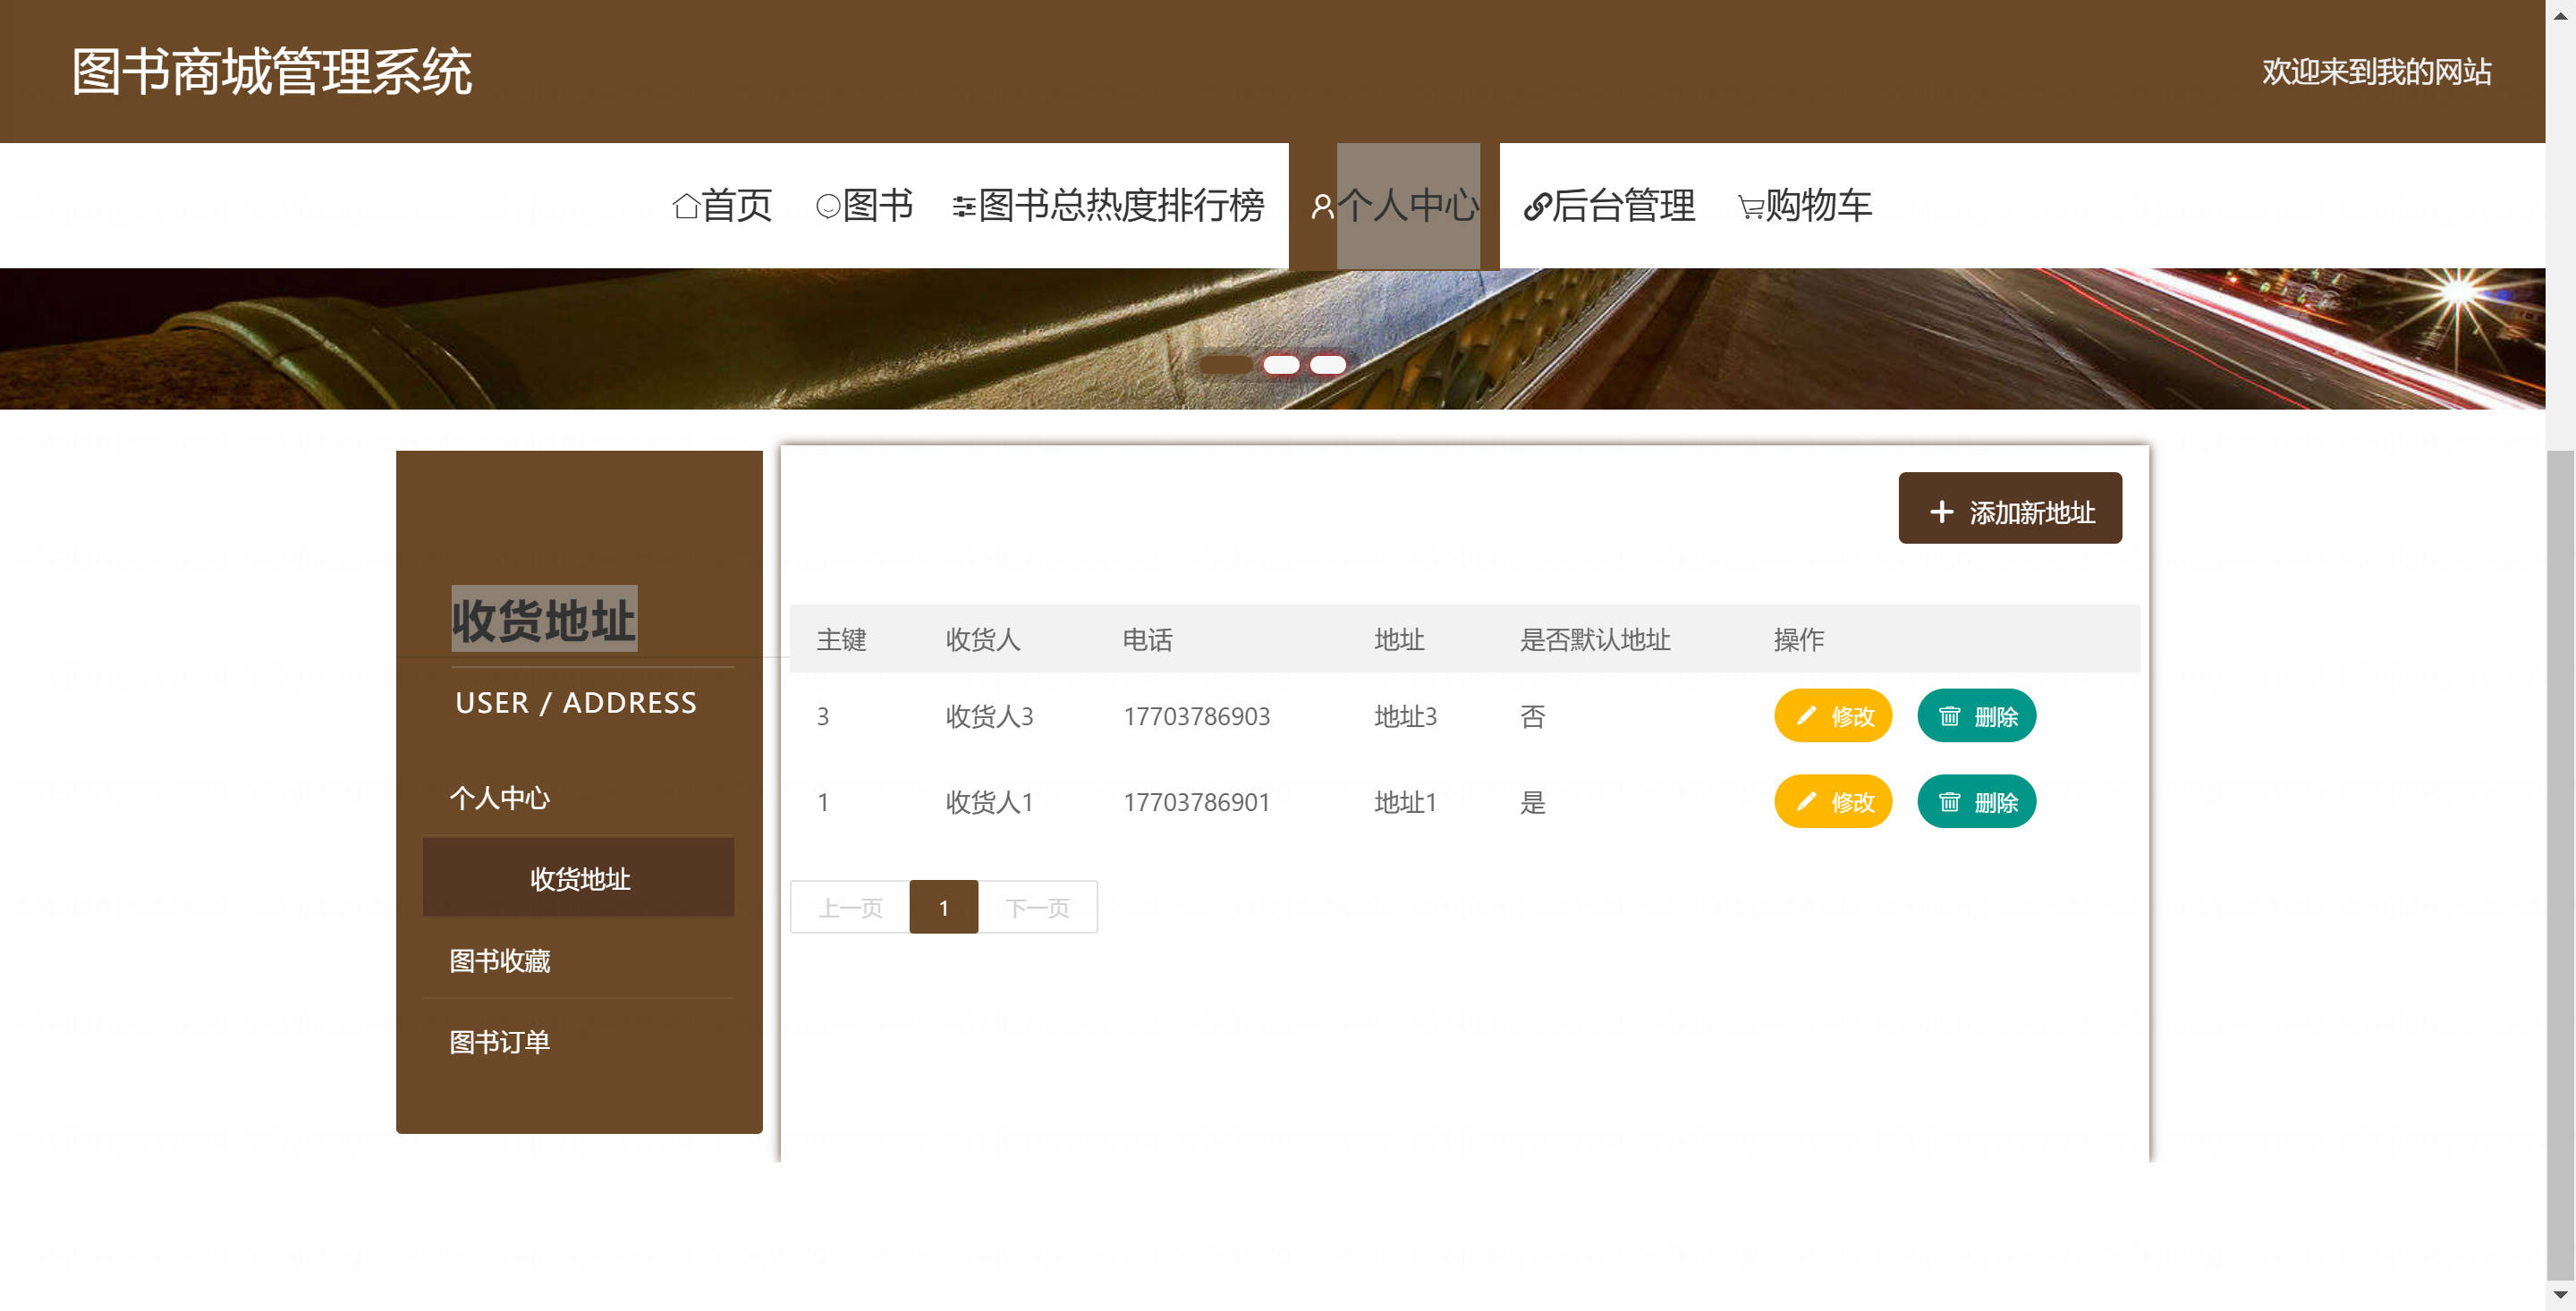 图书商城管理系统
欢迎来到我的网站
首页 图书 图书总热度排行榜 个人中心 后台管理 购物车
添加新地址
收货地址
USER / ADDRESS
个人中心
收货地址
图书收藏
图书订单
主键 收货人 电话 地址 是否默认地址 操作
3 收货人3 17703786903 地址3 否 修改 删除
1 收货人1 17703786901 地址1 是 修改 删除
上一页 1 下一页